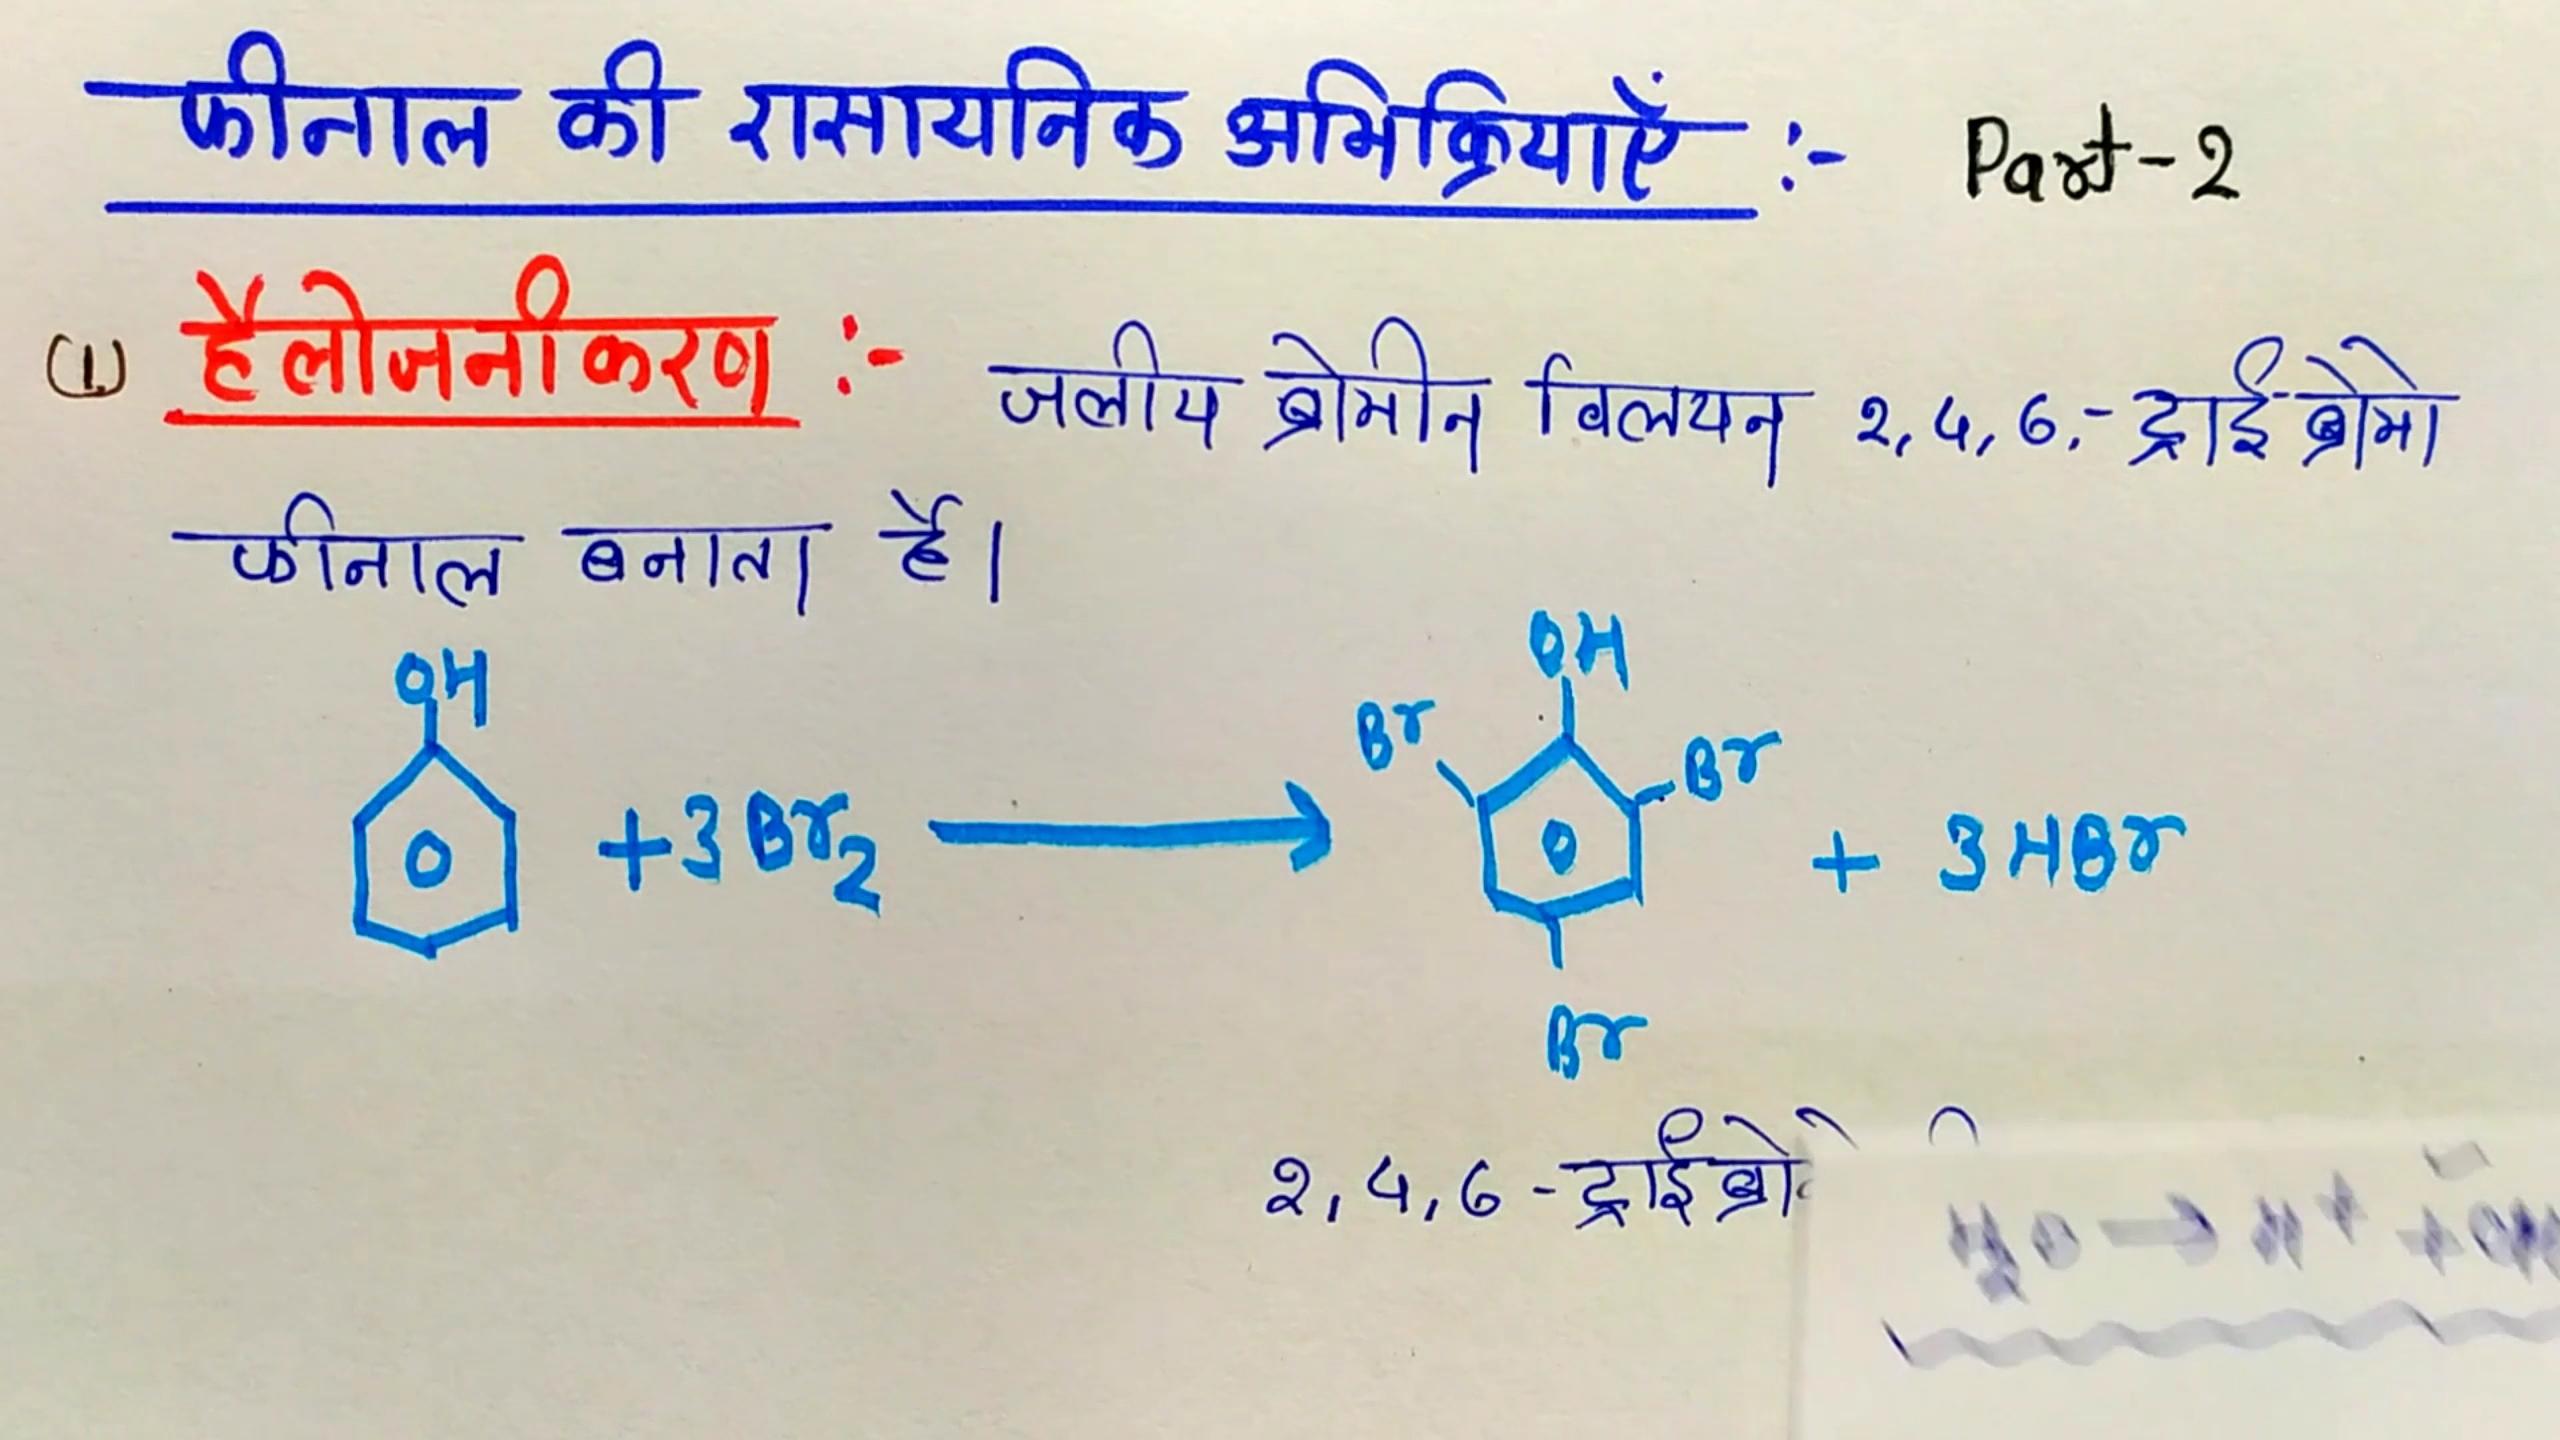 फीनाल की रासायनिक अभिक्रियाएँ :- Part-2
(1) हैलोजनीकरण :- जलीय ब्रोमीन विलयन 2,4,6,-ट्राईब्रोमो
फीनाल बनाता है।
OH
OH
Br
Br
+3Br2
+ 3HBr
Br
2,4,6-ट्राईब्रो